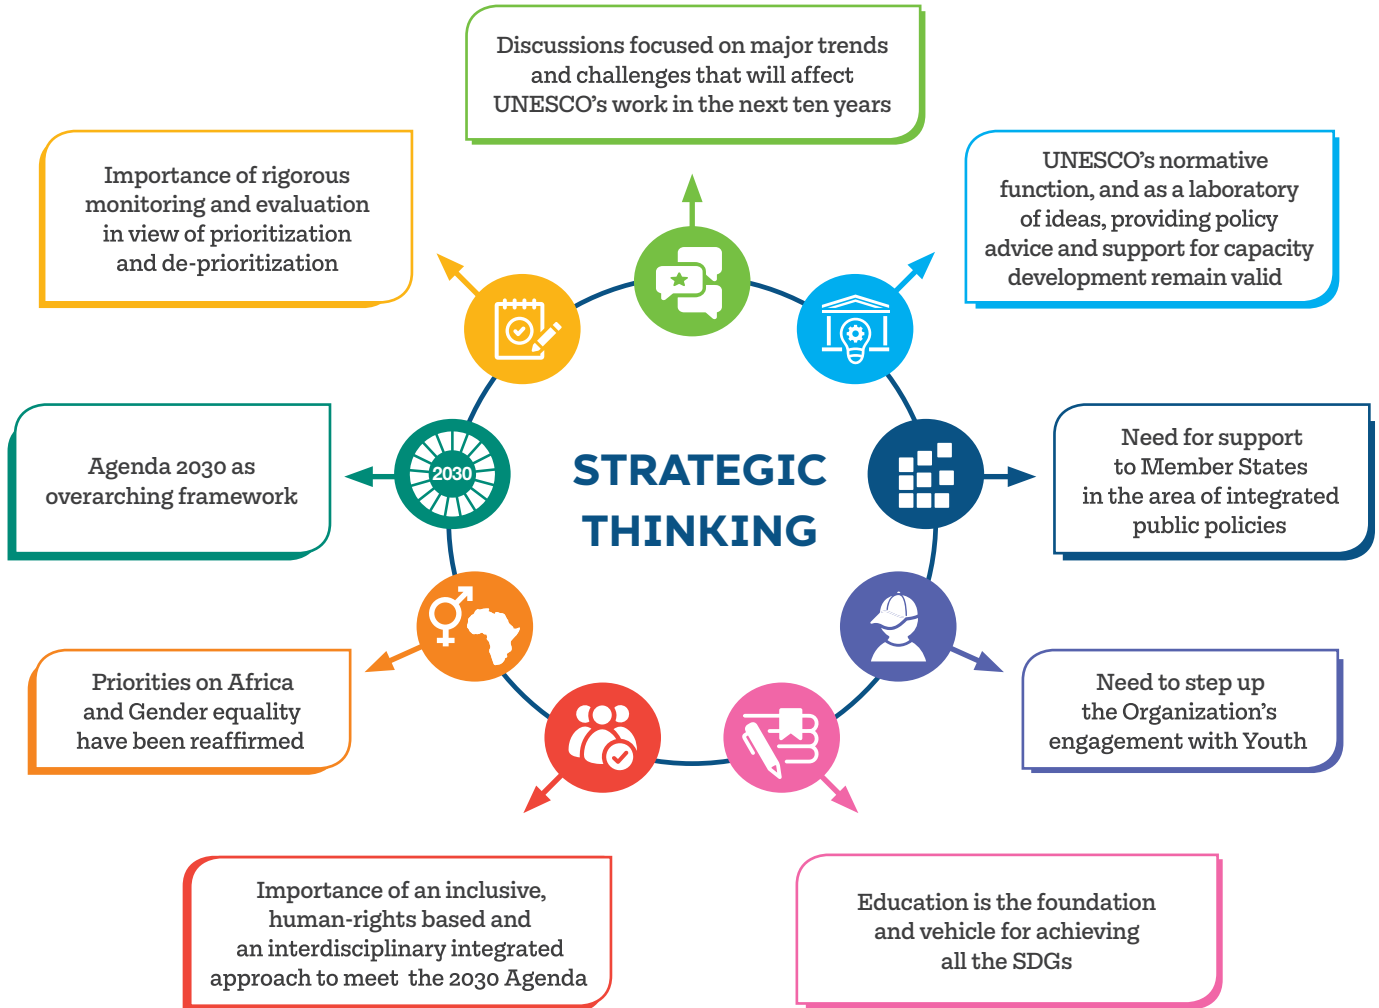 Discussions focused on major trends
and challenges that will affect
UNESCO’s work in the next ten years
UNESCO’s normative
function, and as a laboratory
of ideas, providing policy
advice and support for capacity
development remain valid
Need for support
to Member States
in the area of integrated
public policies
Need to step up
the Organization’s
engagement with Youth
Education is the foundation
and vehicle for achieving
all the SDGs
Importance of an inclusive,
human-rights based and
an interdisciplinary integrated
approach to meet the 2030 Agenda
Priorities on Africa
and Gender equality
have been reaffirmed
Agenda 2030 as
overarching framework
Importance of rigorous
monitoring and evaluation
in view of prioritization
and de-prioritization
2030
STRATEGIC
THINKING